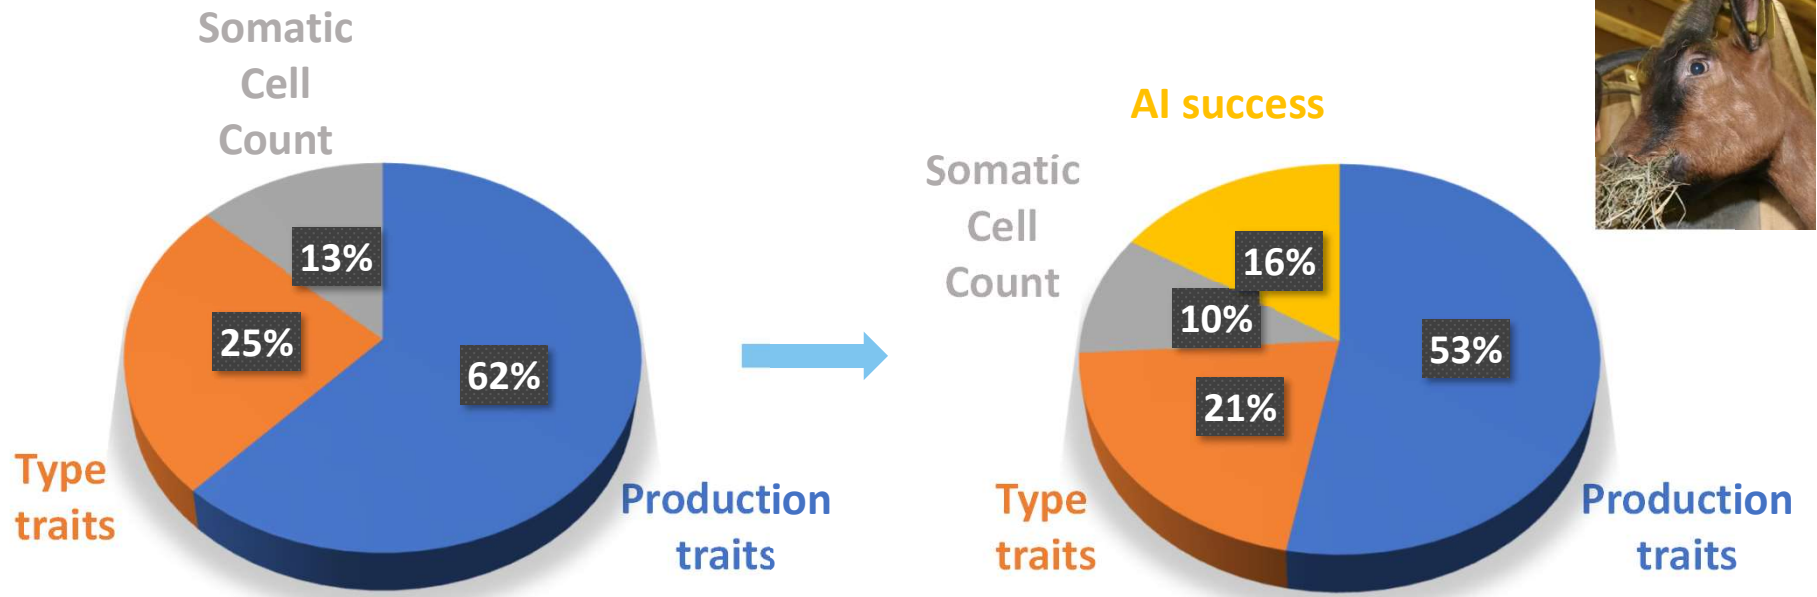 Somatic
Cell
Count
13%
25%
62%
Type
traits
Production
traits
AI success
Somatic
Cell
Count
16%
10%
53%
21%
Type
traits
Production
traits